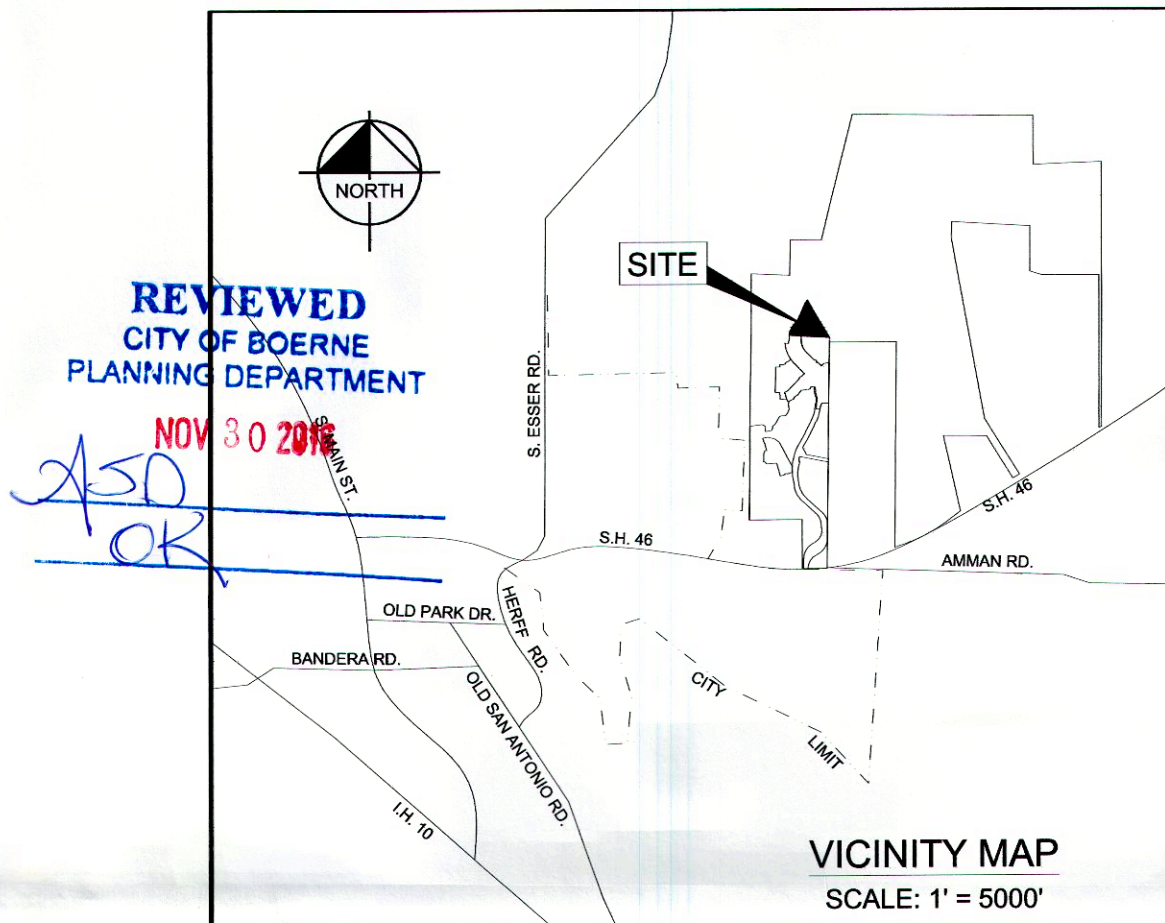 NORTH
SITE
REVIEWED
CITY OF BOERNE
PLANNING DEPARTMENT
NOV 30
ASD
OK
S. MAIN ST.
S. ESSER RD.
S.H. 46
S.H. 46
AMMAN RD.
OLD PARK DR.
HERFF RD.
BANDERA RD.
OLD SAN ANTONIO RD.
CITY
LIMIT
I.H. 10
VICINITY MAP
SCALE: 1' = 5000'